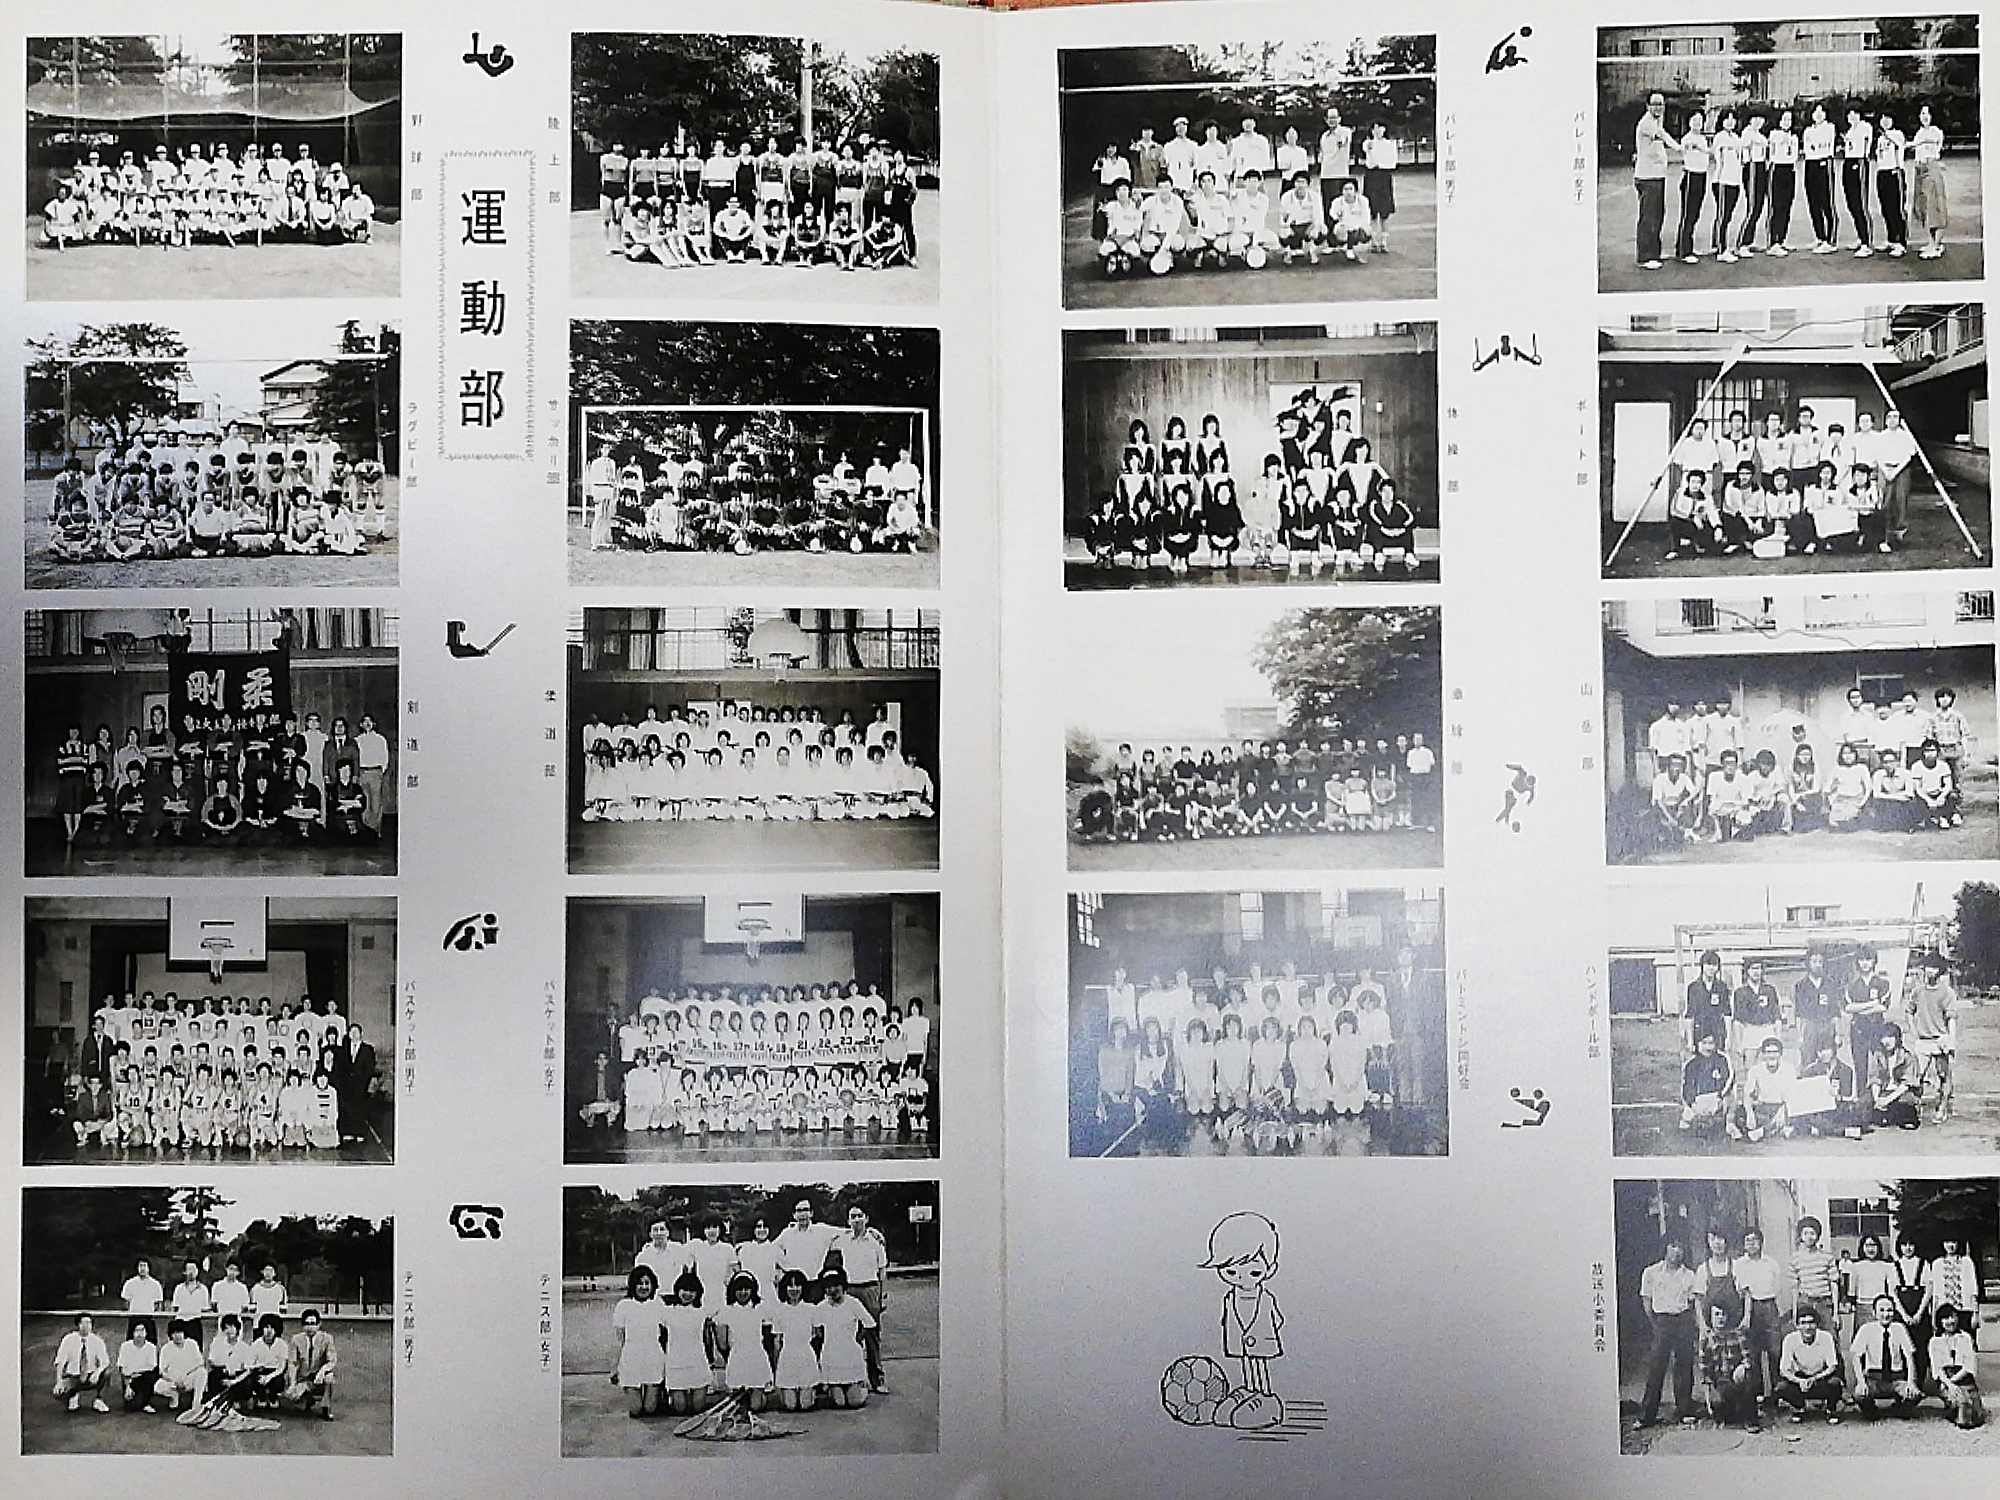 運動部
野球部
陸上部
ラグビー部
サッカー部
剣道部
剛柔
柔道部
バスケット部(男子)
バスケット部(女子)
テニス部(男子)
テニス部(女子)
バレー部(男子)
バレー部(女子)
体操部
ボート部
卓球部
山岳部
バトミントン同好会
ハンドボール部
放送小委員会